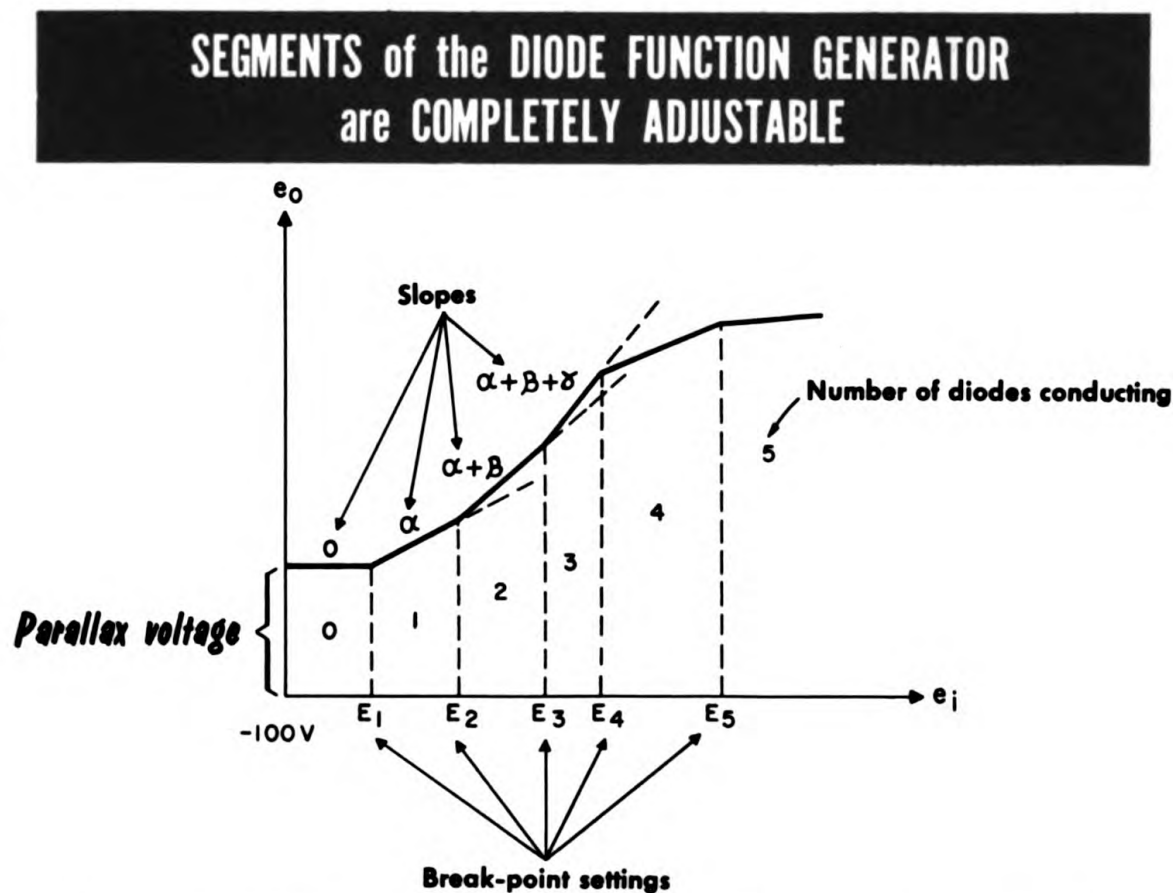 SEGMENTS of the DIODE FUNCTION GENERATOR
are COMPLETELY ADJUSTABLE
e₀
Slopes
α+β+γ
Number of diodes conducting
5
α+β
4
α
0
3
2
1
0
Parallax voltage
-100V
E₁ E₂ E₃ E₄ E₅ eᵢ
Break-point settings